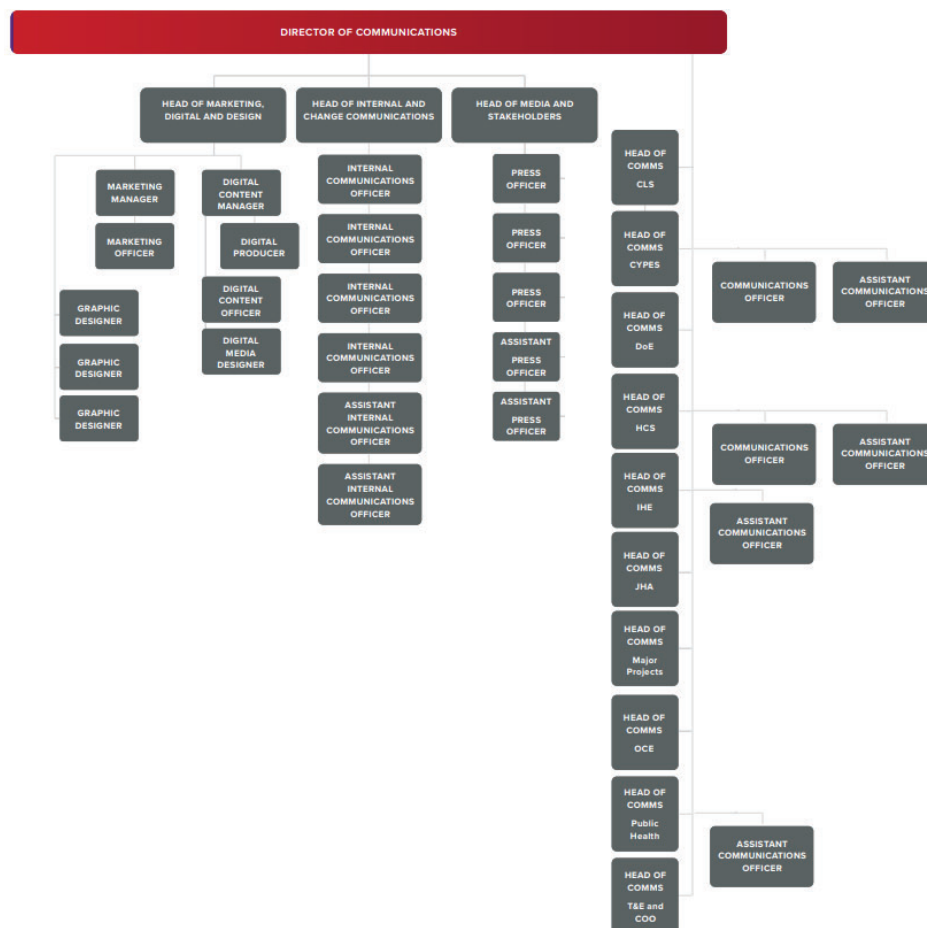 DIRECTOR OF COMMUNICATIONS
HEAD OF MARKETING,
DIGITAL AND DESIGN
HEAD OF INTERNAL AND
CHANGE COMMUNICATIONS
HEAD OF MEDIA AND
STAKEHOLDERS
MARKETING
MANAGER
MARKETING
OFFICER
DIGITAL
CONTENT
MANAGER
DIGITAL
PRODUCER
DIGITAL
CONTENT
OFFICER
DIGITAL
MEDIA
DESIGNER
GRAPHIC
DESIGNER
GRAPHIC
DESIGNER
GRAPHIC
DESIGNER
INTERNAL
COMMUNICATIONS
OFFICER
INTERNAL
COMMUNICATIONS
OFFICER
INTERNAL
COMMUNICATIONS
OFFICER
INTERNAL
COMMUNICATIONS
OFFICER
ASSISTANT
INTERNAL
COMMUNICATIONS
OFFICER
ASSISTANT
INTERNAL
COMMUNICATIONS
OFFICER
PRESS
OFFICER
PRESS
OFFICER
PRESS
OFFICER
ASSISTANT
PRESS
OFFICER
ASSISTANT
PRESS
OFFICER
HEAD OF
COMMS
CLS
HEAD OF
COMMS
CYPES
COMMUNICATIONS
OFFICER
ASSISTANT
COMMUNICATIONS
OFFICER
HEAD OF
COMMS
DoE
HEAD OF
COMMS
HCS
COMMUNICATIONS
OFFICER
ASSISTANT
COMMUNICATIONS
OFFICER
HEAD OF
COMMS
IHE
ASSISTANT
COMMUNICATIONS
OFFICER
HEAD OF
COMMS
JHA
HEAD OF
COMMS
Major
Projects
HEAD OF
COMMS
OCE
HEAD OF
COMMS
Public
Health
ASSISTANT
COMMUNICATIONS
OFFICER
HEAD OF
COMMS
T&E and
COO